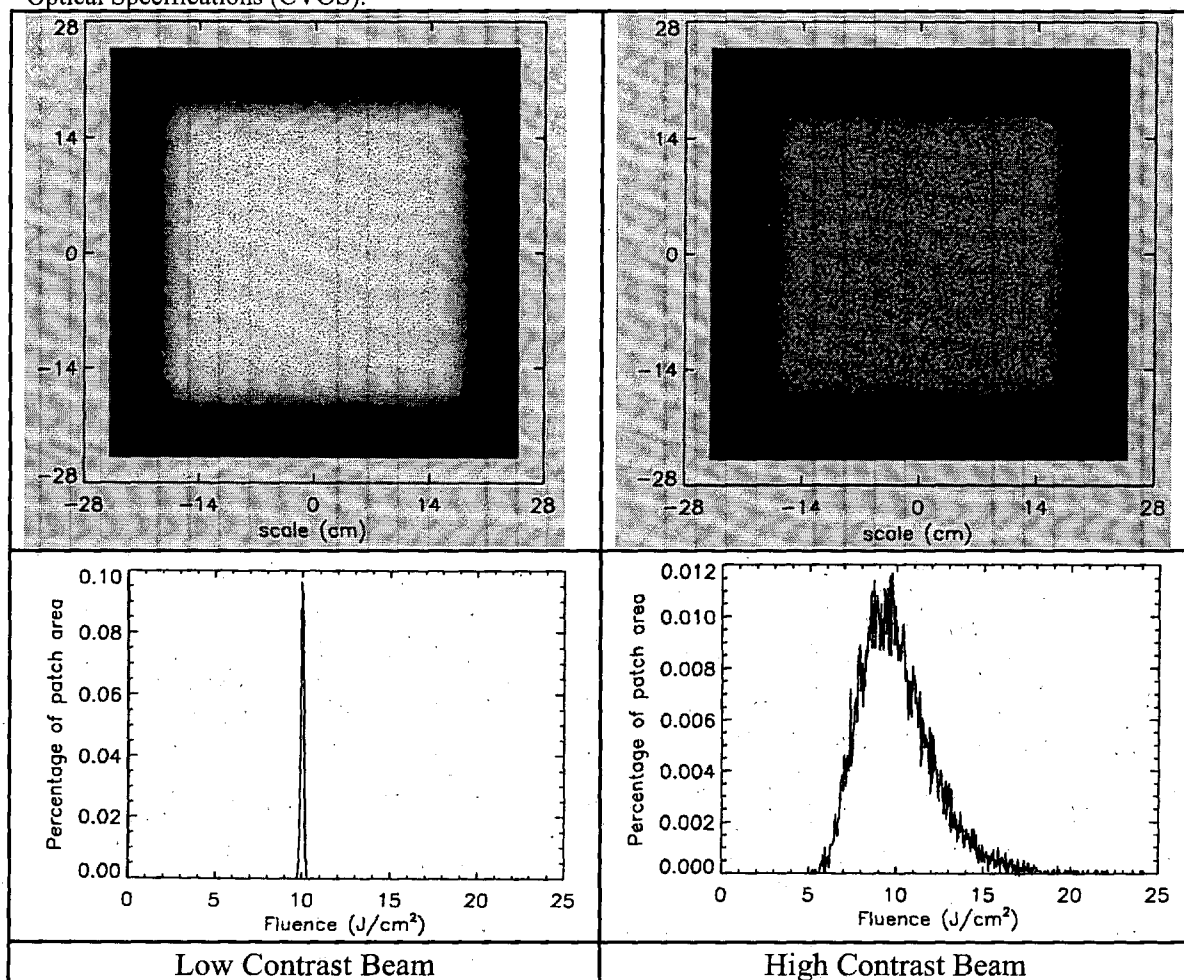 Optical Specifications (CVOS).
28
14
0
-14
-28
-28 -14 0 14 28
scale (cm)
28
14
0
-14
-28
-28 -14 0 14 28
scale (cm)
Percentage of patch area
0.10
0.08
0.06
0.04
0.02
0.00
0 5 10 15 20 25
Fluence (J/cm²)
Percentage of patch area
0.012
0.010
0.008
0.006
0.004
0.002
0.000
0 5 10 15 20 25
Fluence (J/cm²)
Low Contrast Beam
High Contrast Beam